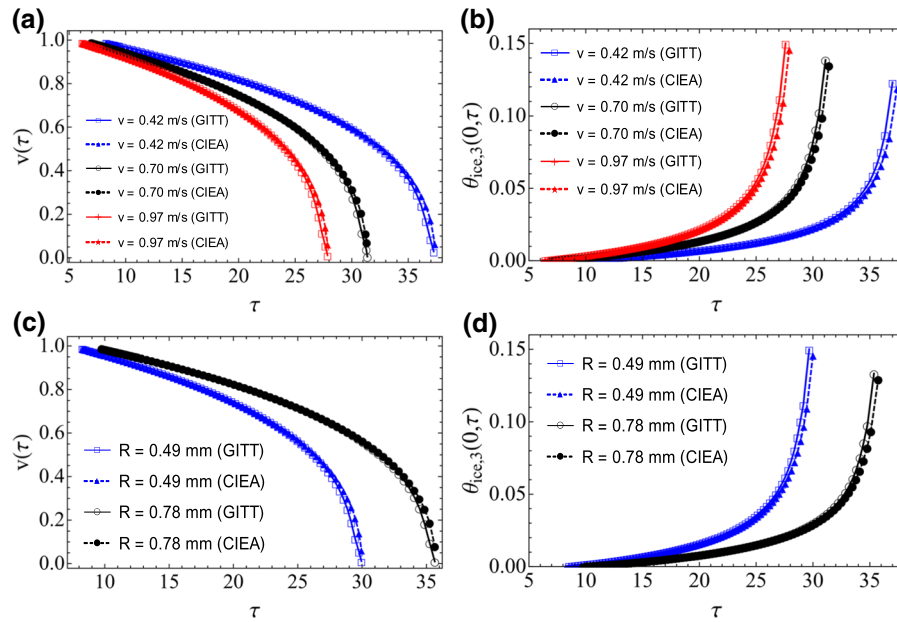 (a)
1.0
0.8
0.6
0.4
0.2
0.0
v(τ)
v = 0.42 m/s (GITT)
v = 0.42 m/s (CIEA)
v = 0.70 m/s (GITT)
v = 0.70 m/s (CIEA)
v = 0.97 m/s (GITT)
v = 0.97 m/s (CIEA)
5 10 15 20 25 30 35
τ
(b)
0.15
0.10
0.05
0.00
θice,3(0,τ)
v = 0.42 m/s (GITT)
v = 0.42 m/s (CIEA)
v = 0.70 m/s (GITT)
v = 0.70 m/s (CIEA)
v = 0.97 m/s (GITT)
v = 0.97 m/s (CIEA)
5 10 15 20 25 30 35
τ
(c)
1.0
0.8
0.6
0.4
0.2
0.0
v(τ)
R = 0.49 mm (GITT)
R = 0.49 mm (CIEA)
R = 0.78 mm (GITT)
R = 0.78 mm (CIEA)
10 15 20 25 30 35
τ
(d)
0.15
0.10
0.05
0.00
θice,3(0,τ)
R = 0.49 mm (GITT)
R = 0.49 mm (CIEA)
R = 0.78 mm (GITT)
R = 0.78 mm (CIEA)
5 10 15 20 25 30 35
τ